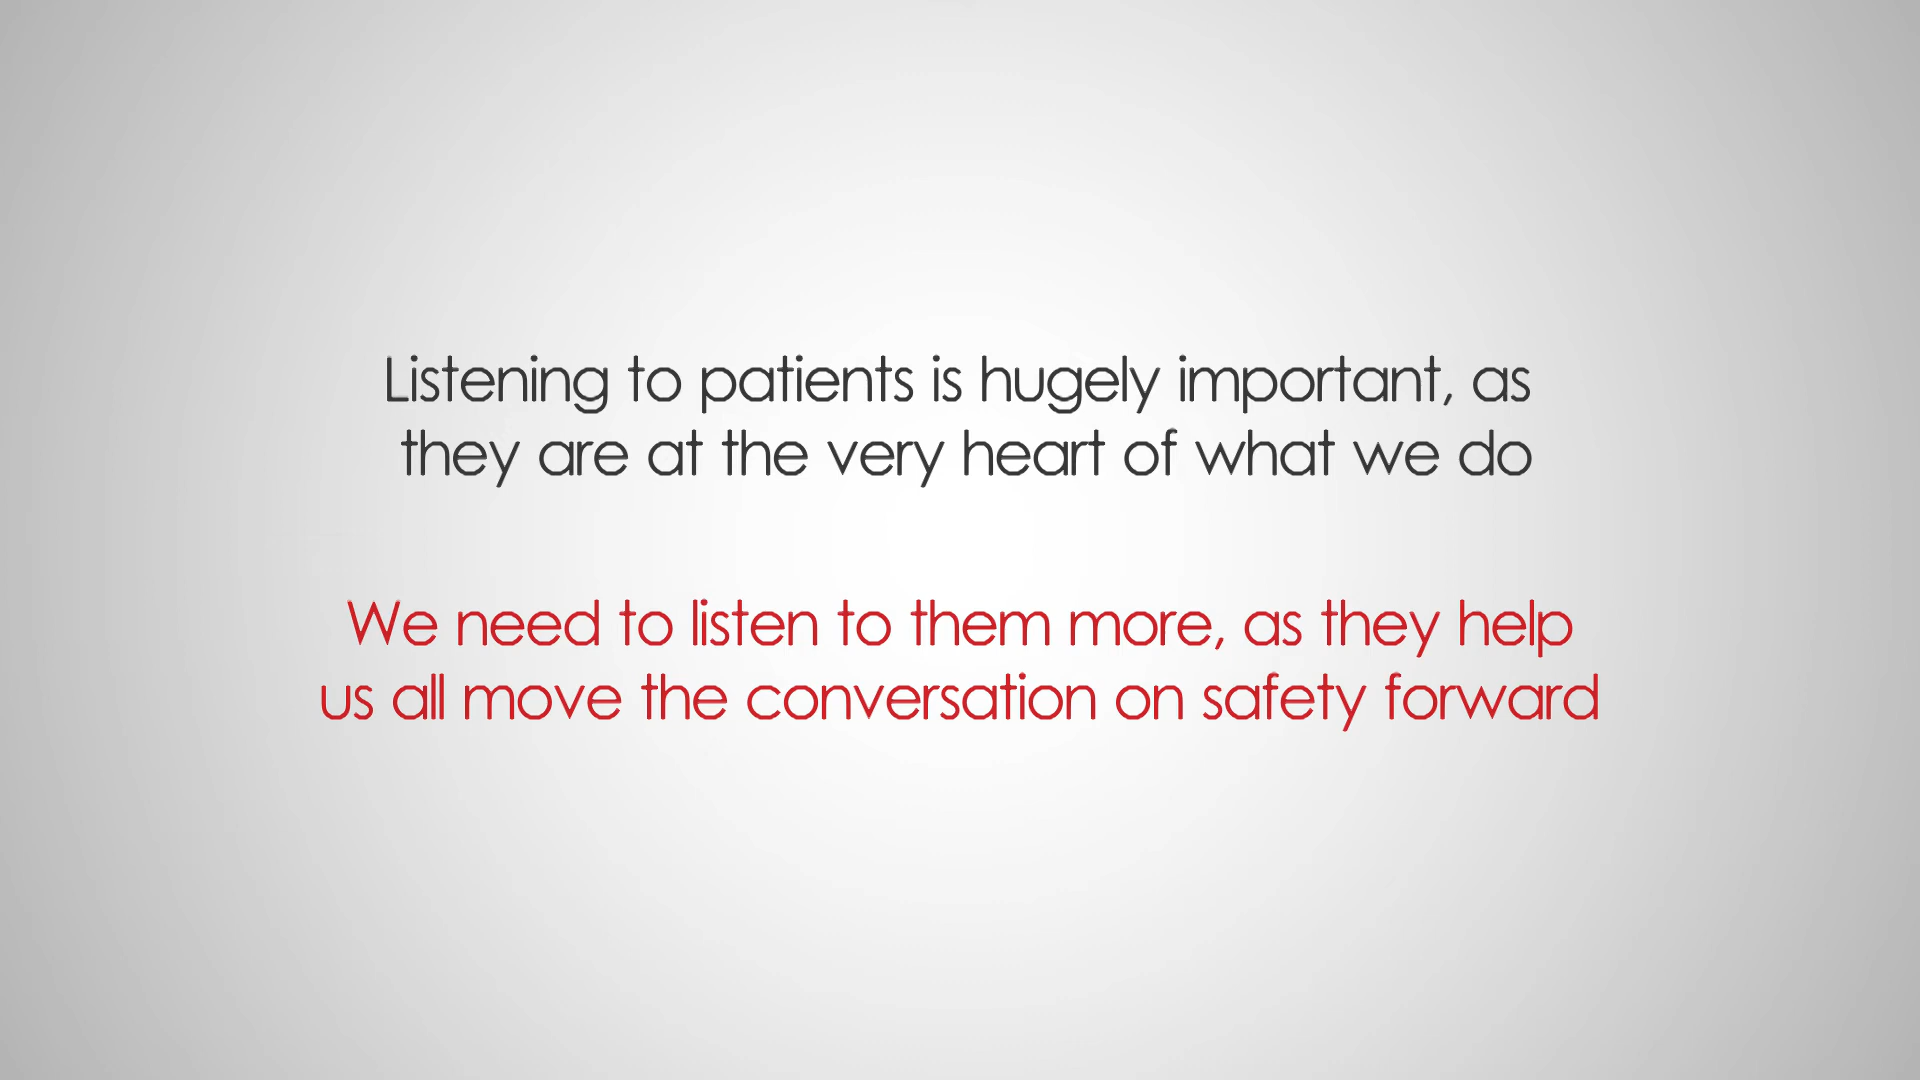 Listening to patients is hugely important, as
they are at the very heart of what we do
We need to listen to them more, as they help
us all move the conversation on safety forward